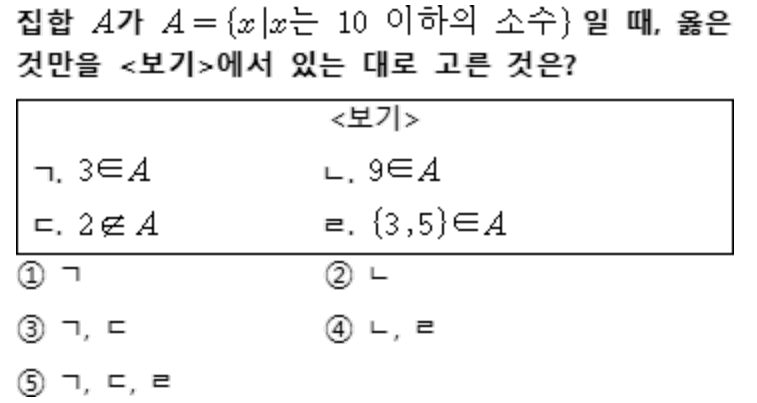 집합 A가 A={x|x는 10 이하의 소수} 일 때, 옳은
것만을 <보기>에서 있는 대로 고른 것은?
<보기>
ㄱ. 3∈A ㄴ. 9∈A
ㄷ. 2∉A ㄹ. {3,5}∈A
① ㄱ ② ㄴ
③ ㄱ, ㄷ ④ ㄴ, ㄹ
⑤ ㄱ, ㄷ, ㄹ